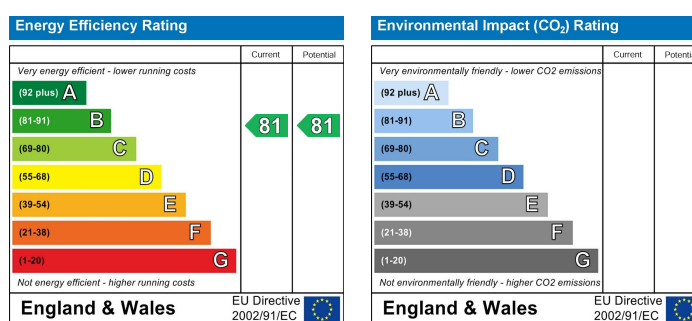 Energy Efficiency Rating
Current Potential
Very energy efficient - lower running costs
(92 plus) A
(81-91) B 81 81
(69-80) C
(55-68) D
(39-54) E
(21-38) F
(1-20) G
Not energy efficient - higher running costs
England & Wales
EU Directive
2002/91/EC
Environmental Impact (CO₂) Rating
Current Potenti
Very environmentally friendly - lower CO2 emissions
(92 plus) A
(81-91) B
(69-80) C
(55-68) D
(39-54) E
(21-38) F
(1-20) G
Not environmentally friendly - higher CO2 emissions
England & Wales
EU Directive
2002/91/EC